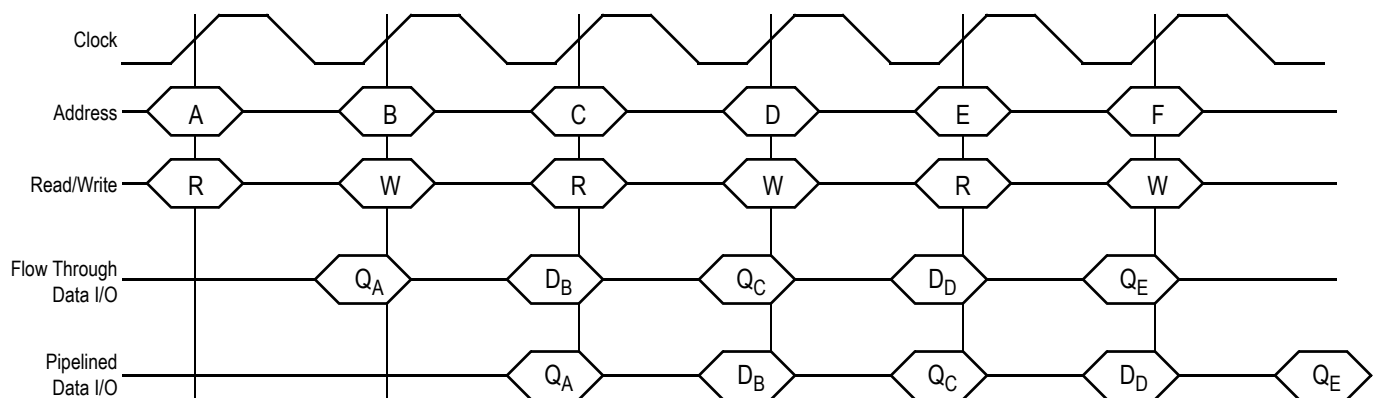 Clock
Address A B C D E F
Read/Write R W R W R W
Flow Through
Data I/O
QA DB QC DD QE
Pipelined
Data I/O
QA DB QC DD QE